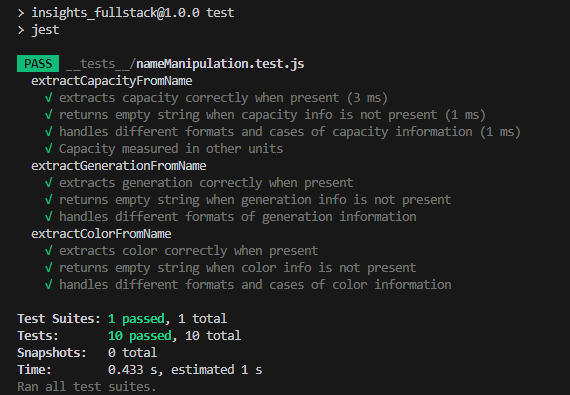 > insights_fullstack@1.0.0 test
> jest
PASS __tests__/nameManipulation.test.js
extractCapacityFromName
√ extracts capacity correctly when present (3 ms)
√ returns empty string when capacity info is not present (1 ms)
√ handles different formats and cases of capacity information (1 ms)
√ Capacity measured in other units
extractGenerationFromName
√ extracts generation correctly when present
√ returns empty string when generation info is not present
√ handles different formats of generation information
extractColorFromName
√ extracts color correctly when present
√ returns empty string when color info is not present
√ handles different formats and cases of color information
Test Suites: 1 passed, 1 total
Tests: 10 passed, 10 total
Snapshots: 0 total
Time: 0.433 s, estimated 1 s
Ran all test suites.